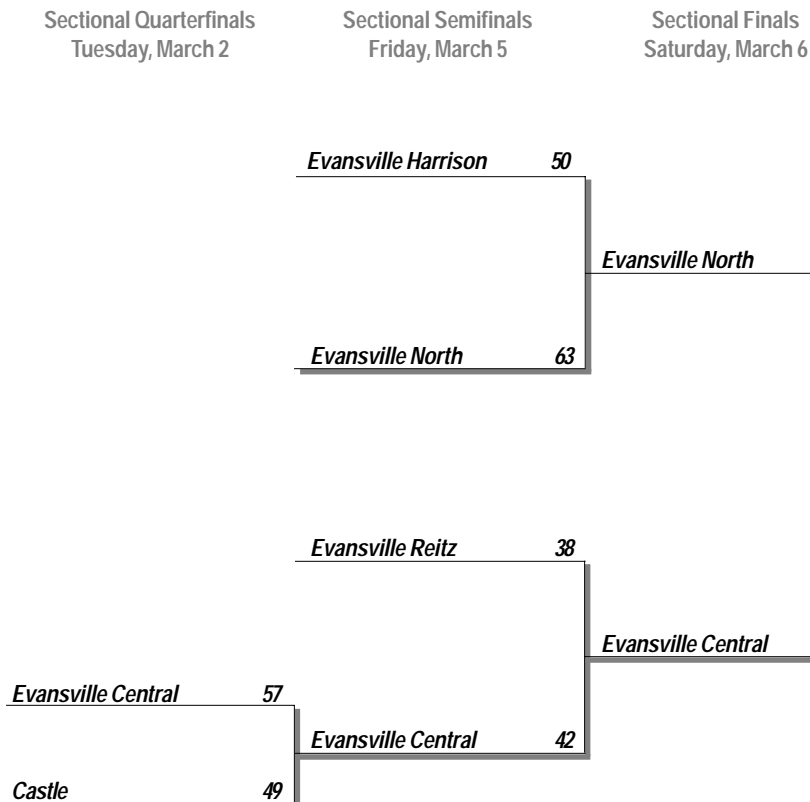 Sectional Quarterfinals
Tuesday, March 2
Sectional Semifinals
Friday, March 5
Sectional Finals
Saturday, March 6
Evansville Harrison 50
Evansville North
Evansville North 63
Evansville Reitz 38
Evansville Central
Evansville Central 57
Evansville Central 42
Castle 49